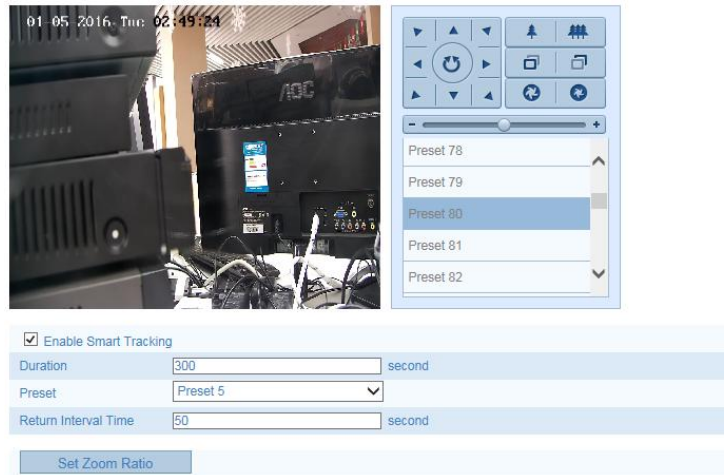 01-05-2016 Tue 02:49:24
AOC
Preset 78
Preset 79
Preset 80
Preset 81
Preset 82
Enable Smart Tracking
Duration 300 second
Preset Preset 5
Return Interval Time 50 second
Set Zoom Ratio